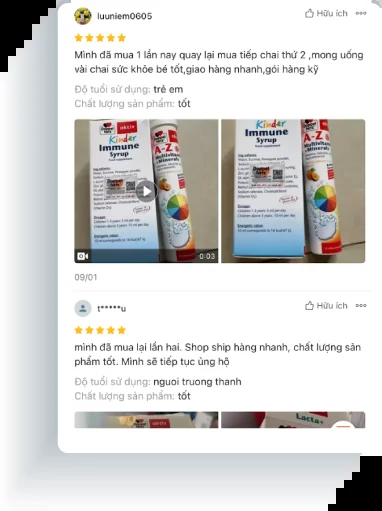 luuniem0605
Hữu ích
Mình đã mua 1 lần nay quay lại mua tiếp chai thứ 2 ,mong uống
vài chai sức khỏe bé tốt,giao hàng nhanh,gói hàng kỹ
Độ tuổi sử dụng: trẻ em
Chất lượng sản phẩm: tốt
Kinder
Immune
Syrup
aktiv
A-Z
Multivitamin
Minerals
Kinder
Immune
Syrup
aktiv
A-Z
Multivitamin
Minerals
0:03
09/01
t*****u
Hữu ích
mình đã mua lại lần hai. Shop ship hàng nhanh, chất lượng sản
phẩm tốt. Mình sẽ tiếp tục ủng hộ
Độ tuổi sử dụng: nguoi truong thanh
Chất lượng sản phẩm: tốt
Lacta+